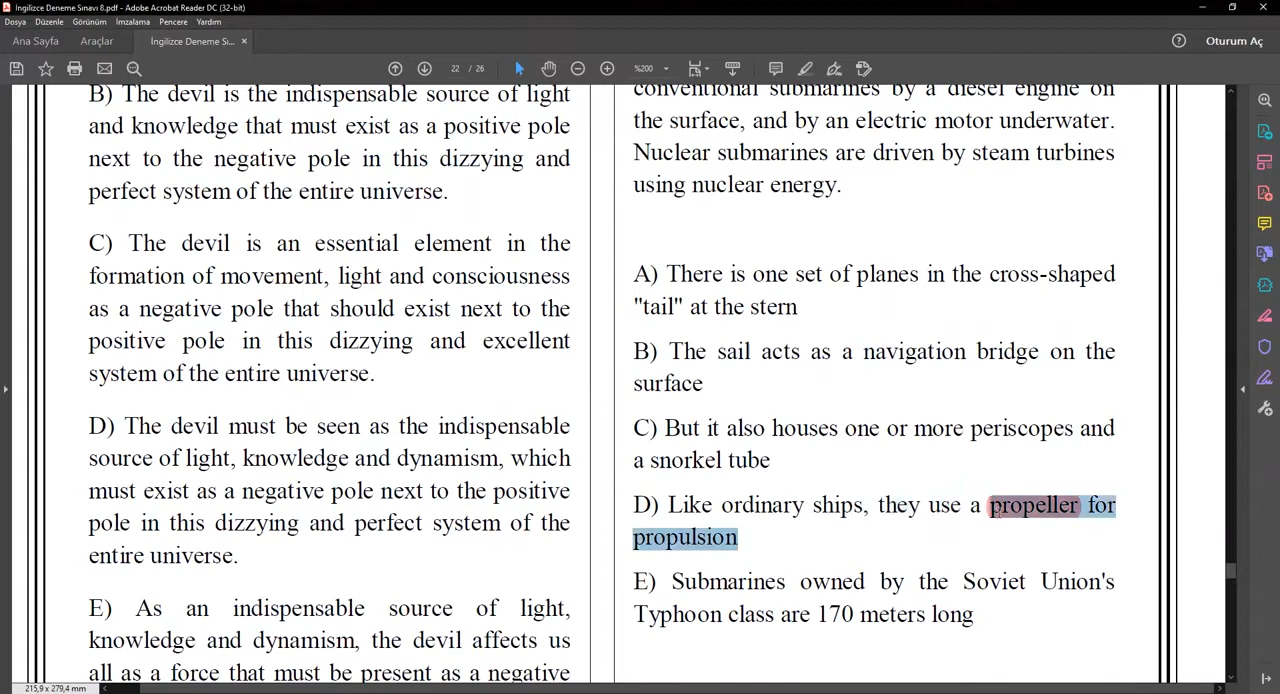 İngilizce Deneme Sınavı 8.pdf - Adobe Acrobat Reader DC (32-bit)
Dosya Düzenle Görünüm İmzalama Pencere Yardım
Ana Sayfa Araçlar İngilizce Deneme Sı... × Oturum Aç
22 / 26 %200
B) The devil is the indispensable source of light
and knowledge that must exist as a positive pole
next to the negative pole in this dizzying and
perfect system of the entire universe.
C) The devil is an essential element in the
formation of movement, light and consciousness
as a negative pole that should exist next to the
positive pole in this dizzying and excellent
system of the entire universe.
D) The devil must be seen as the indispensable
source of light, knowledge and dynamism, which
must exist as a negative pole next to the positive
pole in this dizzying and perfect system of the
entire universe.
E) As an indispensable source of light,
knowledge and dynamism, the devil affects us
all as a force that must be present as a negative
conventional submarines by a diesel engine on
the surface, and by an electric motor underwater.
Nuclear submarines are driven by steam turbines
using nuclear energy.
A) There is one set of planes in the cross-shaped
"tail" at the stern
B) The sail acts as a navigation bridge on the
surface
C) But it also houses one or more periscopes and
a snorkel tube
D) Like ordinary ships, they use a propeller for
propulsion
E) Submarines owned by the Soviet Union's
Typhoon class are 170 meters long
215,9 x 279,4 mm